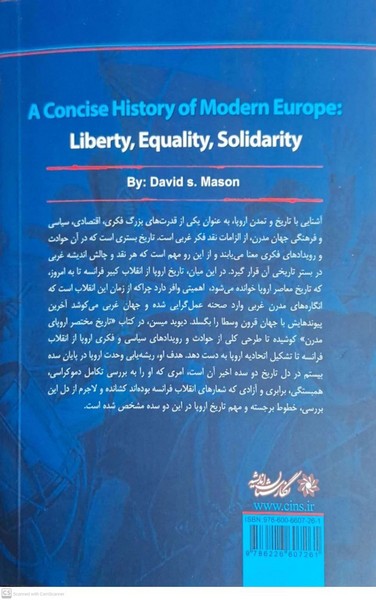 A Concise History of Modern Europe:
Liberty, Equality, Solidarity
By: David s. Mason
آشنایی با تاریخ و تمدن اروپا، به عنوان یکی از قدرت‌های بزرگ فکری، اقتصادی، سیاسی
و فرهنگی جهان مدرن، از الزامات نقد فکر غربی است. تاریخ بستری است که در آن حوادث
و رویدادهای فکری معنا می‌یابند و از این رو مهم است که هر نقد و چالش اندیشه غربی
در بستر تاریخی آن قرار گیرد. در این میان، تاریخ اروپا از انقلاب کبیر فرانسه تا به امروز،
که تاریخ معاصر اروپا خوانده می‌شود، اهمیتی وافر دارد چراکه از زمان این انقلاب است که
انگاره‌های مدرن غربی وارد صحنه عمل‌گرایی شده و جهان غربی می‌کوشد آخرین
پیوندهایش با جهان قرون وسطا را بگسلد. دیوید میسن، در کتاب «تاریخ مختصر اروپای
مدرن» کوشیده تا طرحی کلی از حوادث و رویدادهای سیاسی و فکری اروپا از انقلاب
فرانسه تا تشکیل اتحادیه اروپا به دست دهد. هدف او، ریشه‌یابی وحدت اروپا در پایان سده
بیستم در دل تاریخ دو سده اخیر آن است، امری که او را به بررسی تکامل دموکراسی،
همبستگی، برابری و آزادی که شعارهای انقلاب فرانسه بوده‌اند کشانده و لاجرم از دل این
بررسی، خطوط برجسته و مهم تاریخ اروپا در این دو سده مشخص شده است.
www.cins.ir
ISBN:978-600-6607-26-1
9786226607261
CS Scanned with CamScanner